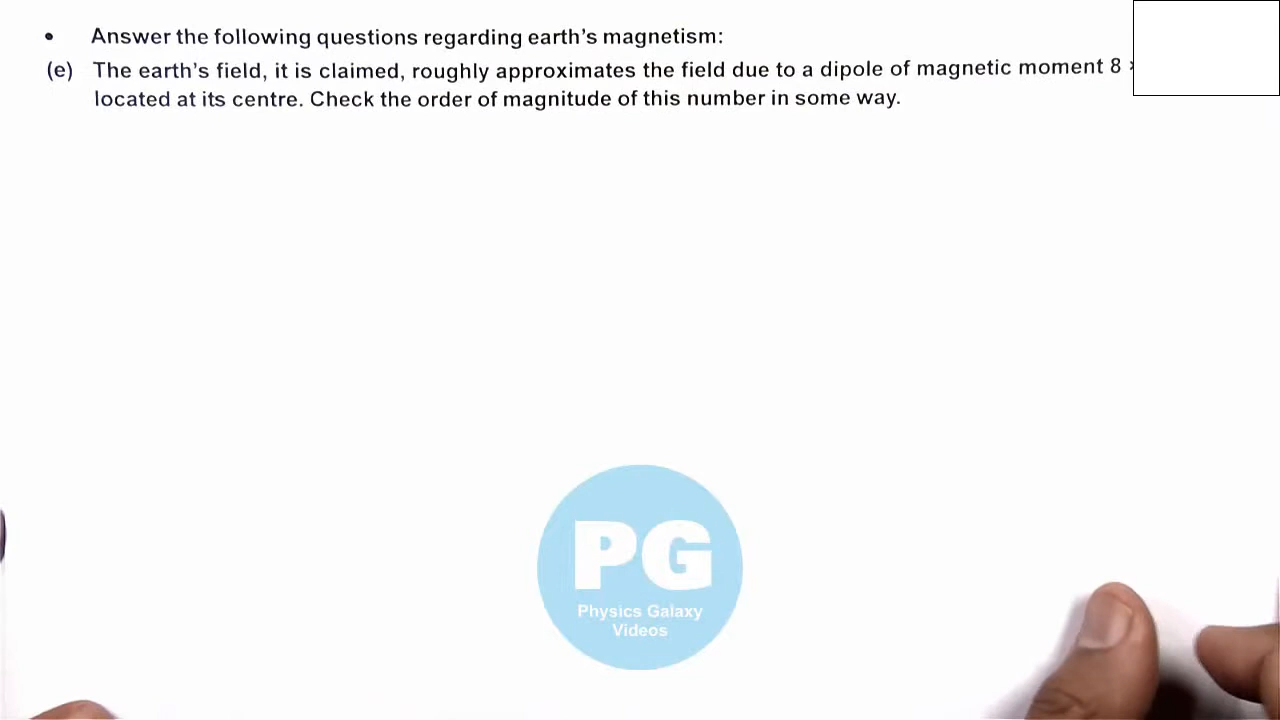 • Answer the following questions regarding earth's magnetism:
(e) The earth's field, it is claimed, roughly approximates the field due to a dipole of magnetic moment 8
located at its centre. Check the order of magnitude of this number in some way.
PG
Physics Galaxy
Videos